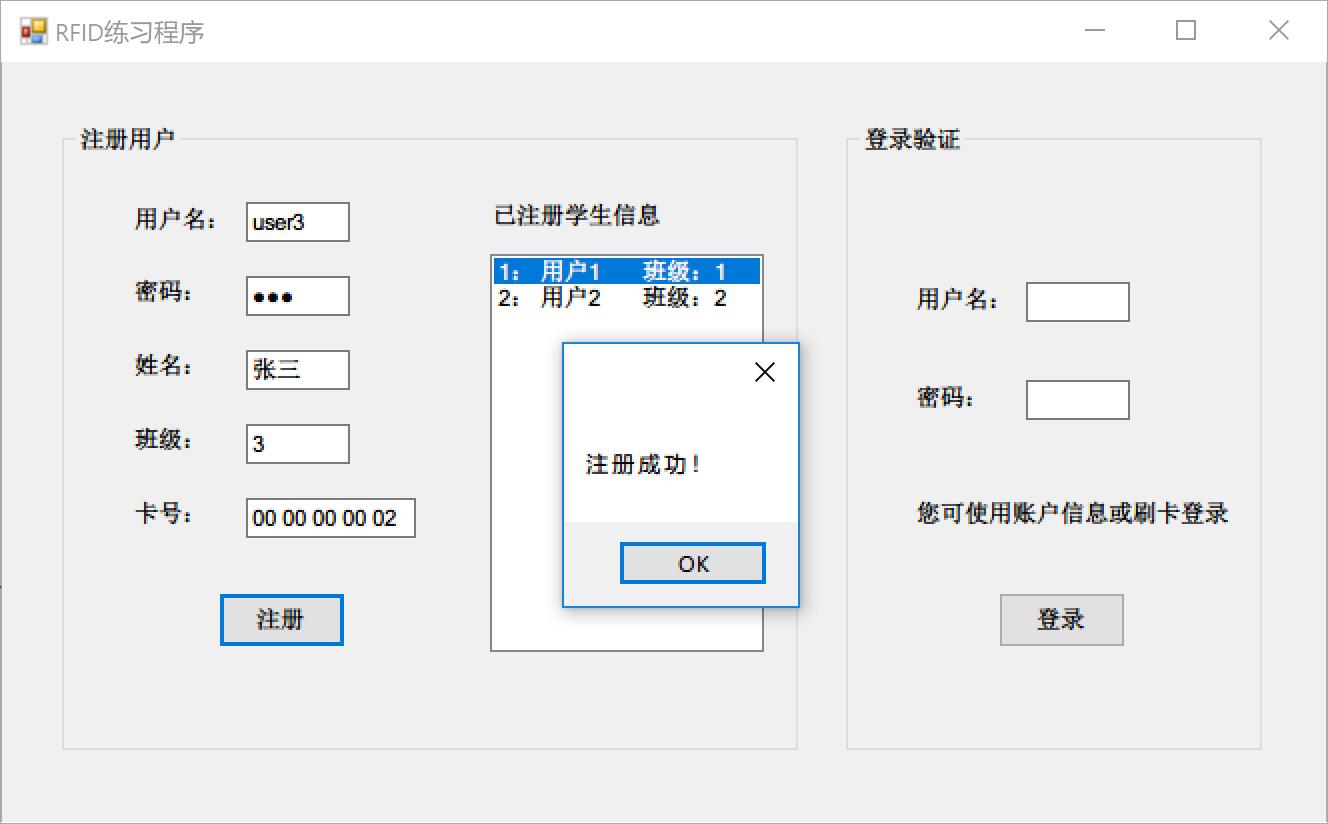 RFID练习程序
注册用户
用户名： user3
密码： ●●●
姓名： 张三
班级： 3
卡号： 00 00 00 00 02
注册
已注册学生信息
1： 用户1 班级：1
2： 用户2 班级：2
注册成功！
OK
登录验证
用户名：
密码：
您可使用账户信息或刷卡登录
登录